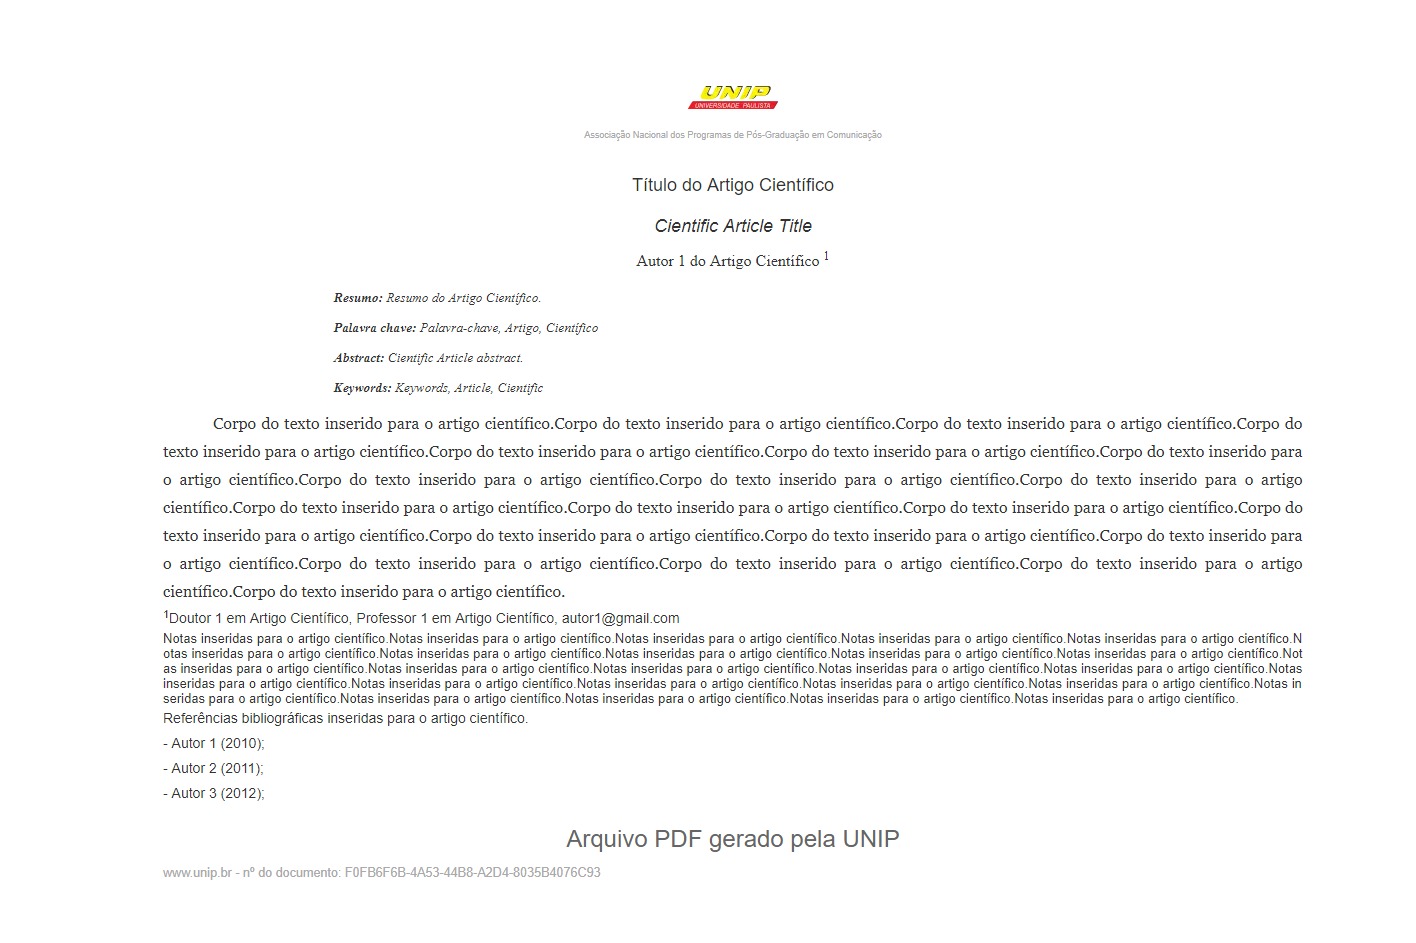 UNIP
UNIVERSIDADE PAULISTA
Associação Nacional dos Programas de Pós-Graduação em Comunicação
Título do Artigo Científico
Cientific Article Title
Autor 1 do Artigo Científico 1
Resumo: Resumo do Artigo Científico.
Palavra chave: Palavra-chave, Artigo, Científico
Abstract: Cientific Article abstract.
Keywords: Keywords, Article, Cientific
Corpo do texto inserido para o artigo científico.Corpo do texto inserido para o artigo científico.Corpo do texto inserido para o artigo científico.Corpo do
texto inserido para o artigo científico.Corpo do texto inserido para o artigo científico.Corpo do texto inserido para o artigo científico.Corpo do texto inserido para
o artigo científico.Corpo do texto inserido para o artigo científico.Corpo do texto inserido para o artigo científico.Corpo do texto inserido para o artigo
científico.Corpo do texto inserido para o artigo científico.Corpo do texto inserido para o artigo científico.Corpo do texto inserido para o artigo científico.Corpo do
texto inserido para o artigo científico.Corpo do texto inserido para o artigo científico.Corpo do texto inserido para o artigo científico.Corpo do texto inserido para
o artigo científico.Corpo do texto inserido para o artigo científico.Corpo do texto inserido para o artigo científico.Corpo do texto inserido para o artigo
científico.Corpo do texto inserido para o artigo científico.
1Doutor 1 em Artigo Científico, Professor 1 em Artigo Científico, autor1@gmail.com
Notas inseridas para o artigo científico.Notas inseridas para o artigo científico.Notas inseridas para o artigo científico.Notas inseridas para o artigo científico.Notas inseridas para o artigo científico.N
otas inseridas para o artigo científico.Notas inseridas para o artigo científico.Notas inseridas para o artigo científico.Notas inseridas para o artigo científico.Notas inseridas para o artigo científico.Not
as inseridas para o artigo científico.Notas inseridas para o artigo científico.Notas inseridas para o artigo científico.Notas inseridas para o artigo científico.Notas inseridas para o artigo científico.Notas
inseridas para o artigo científico.Notas inseridas para o artigo científico.Notas inseridas para o artigo científico.Notas inseridas para o artigo científico.Notas inseridas para o artigo científico.Notas in
seridas para o artigo científico.Notas inseridas para o artigo científico.Notas inseridas para o artigo científico.Notas inseridas para o artigo científico.Notas inseridas para o artigo científico.
Referências bibliográficas inseridas para o artigo científico.
- Autor 1 (2010);
- Autor 2 (2011);
- Autor 3 (2012);
Arquivo PDF gerado pela UNIP
www.unip.br - nº do documento: F0FB6F6B-4A53-44B8-A2D4-8035B4076C93